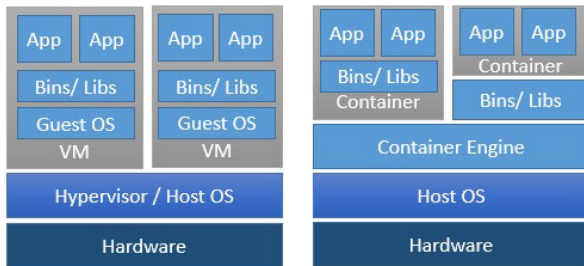 App App
Bins/ Libs
Guest OS
VM
App App
Bins/ Libs
Guest OS
VM
Hypervisor / Host OS
Hardware
App App
Bins/ Libs
Container
App App
Container
Bins/ Libs
Container Engine
Host OS
Hardware